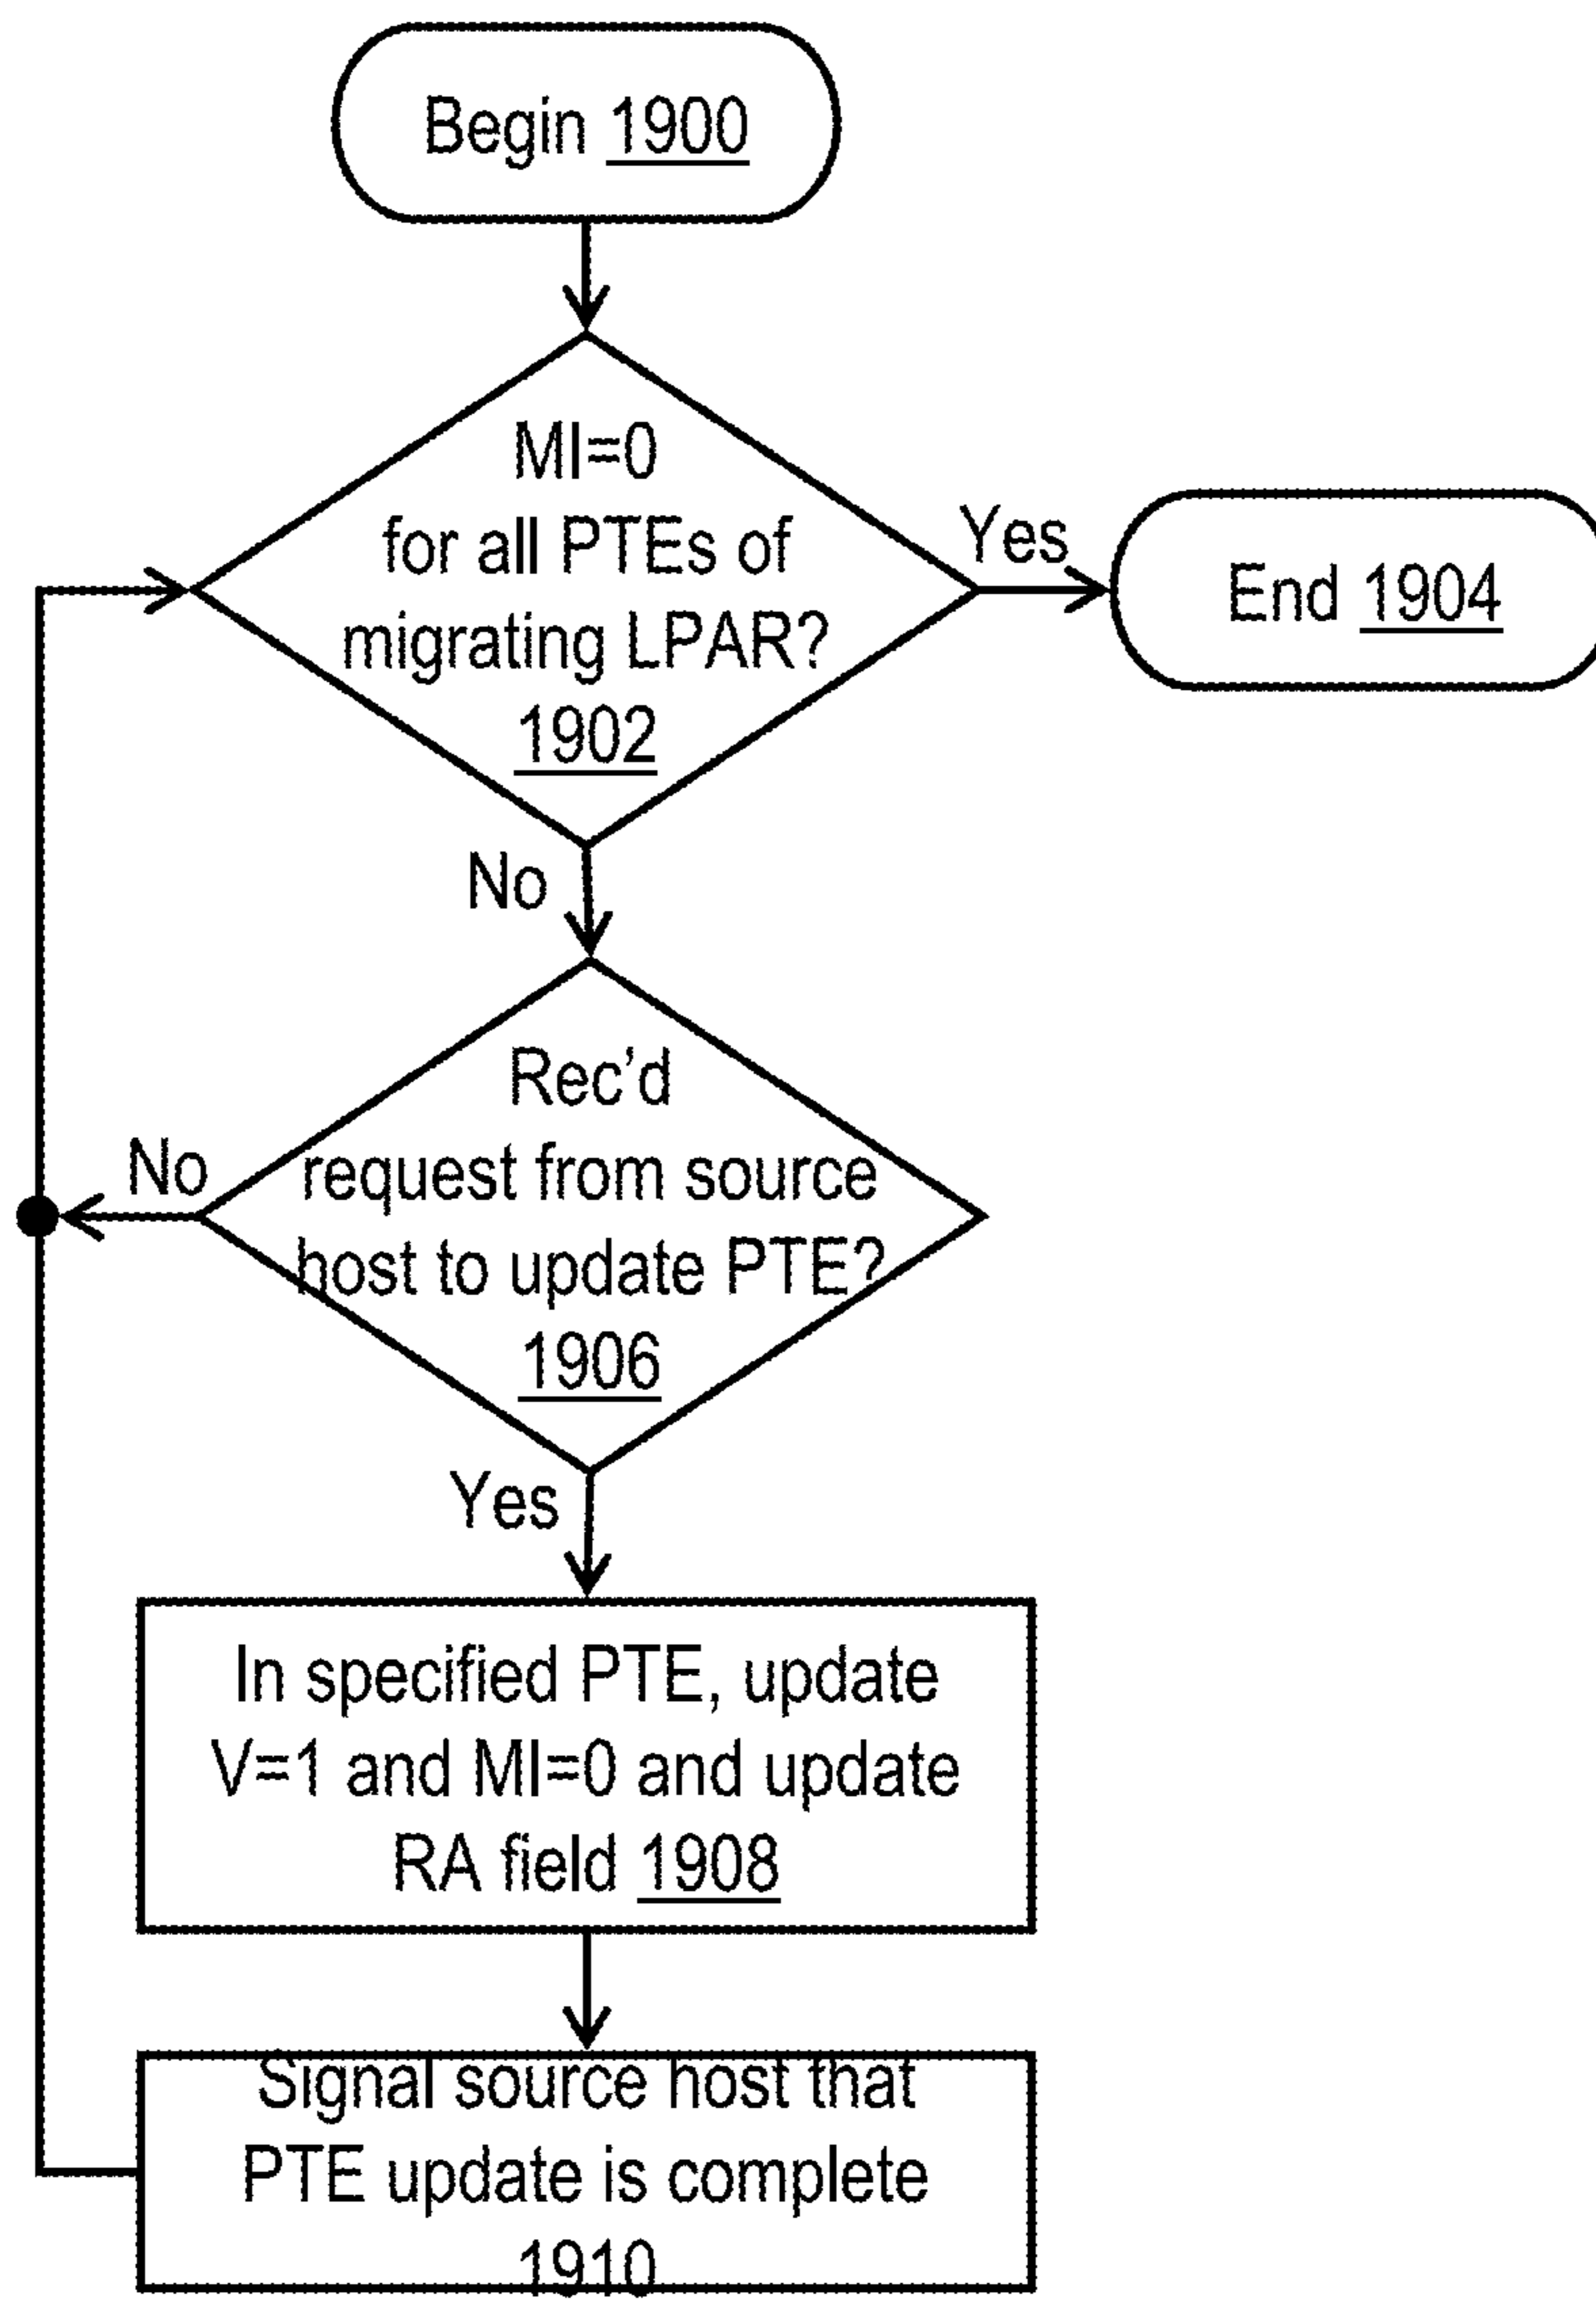 Begin 1900
MI=0
for all PTEs of
migrating LPAR?
1902
Yes
End 1904
No
Rec'd
request from source
host to update PTE?
1906
No
Yes
In specified PTE, update
V=1 and MI=0 and update
RA field 1908
Signal source host that
PTE update is complete
1910